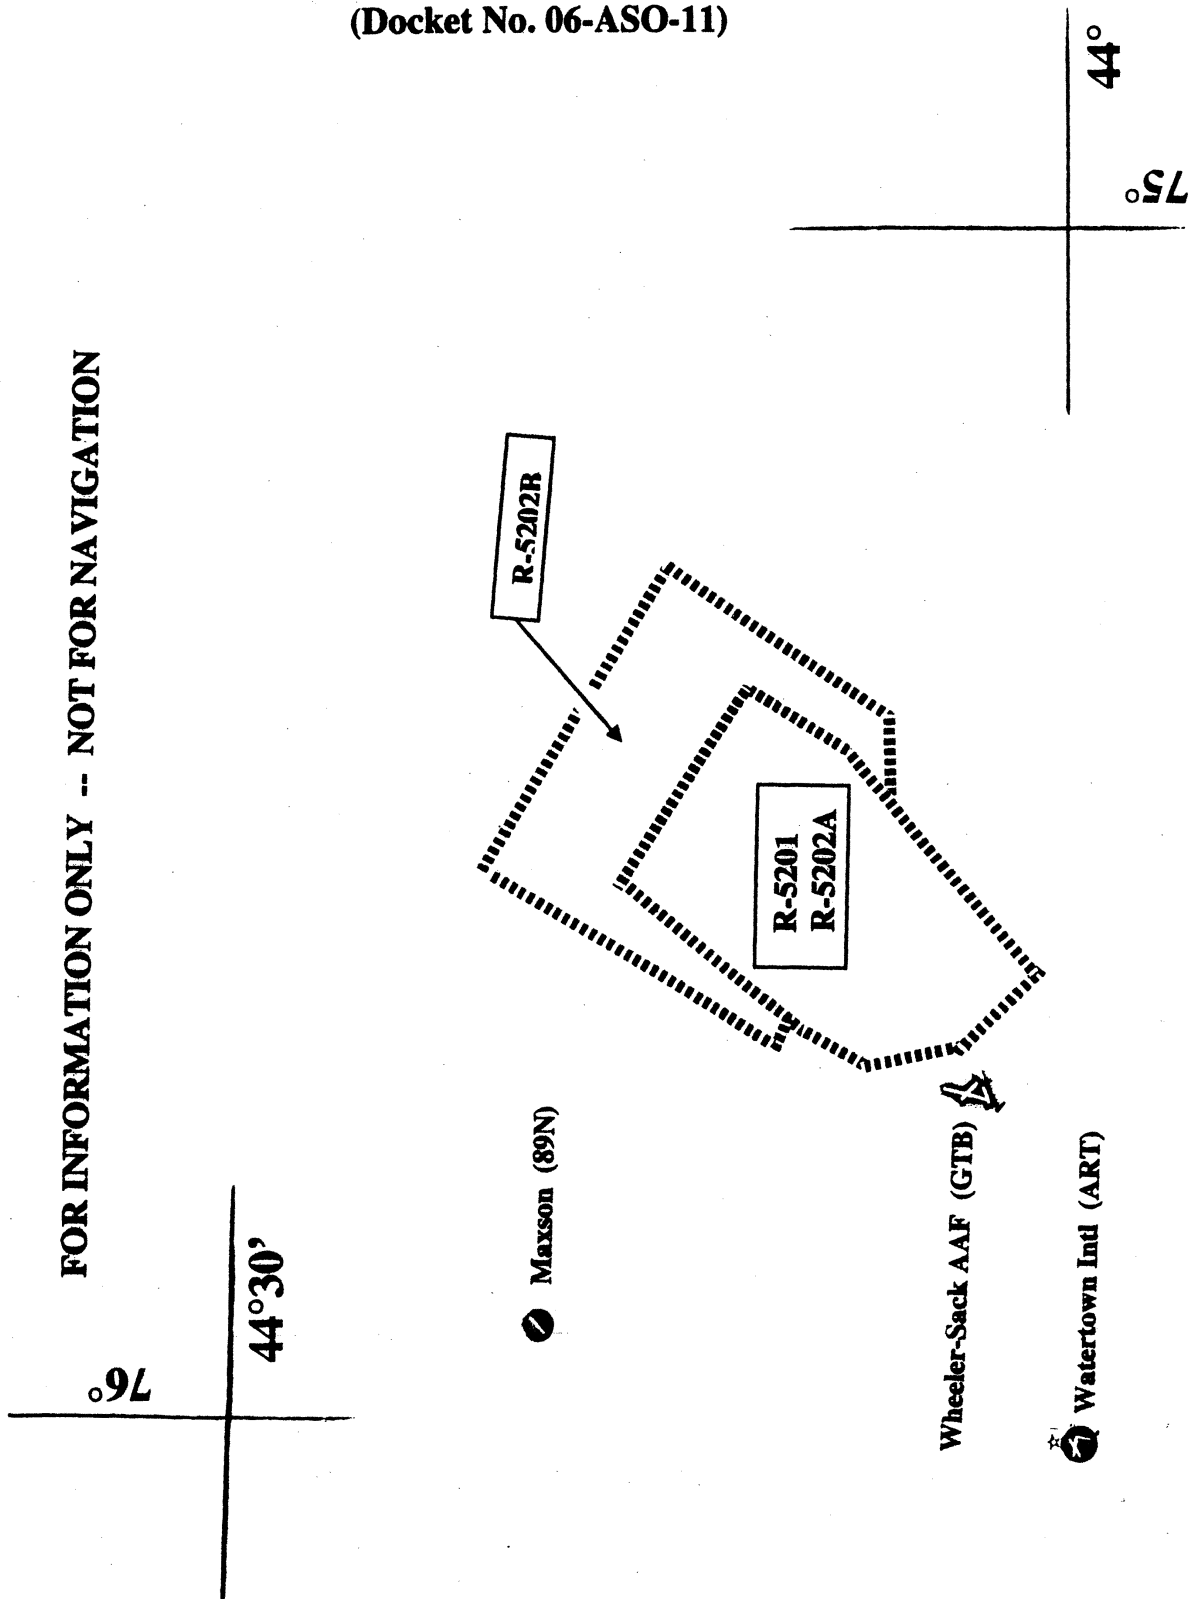 (Docket No. 06-ASO-11)
FOR INFORMATION ONLY -- NOT FOR NAVIGATION
76°
44°30’
Maxson (89N)
R-5202B
R-5201
R-5202A
Wheeler-Sack AAF (GTB)
Watertown Intl (ART)
44°
75°